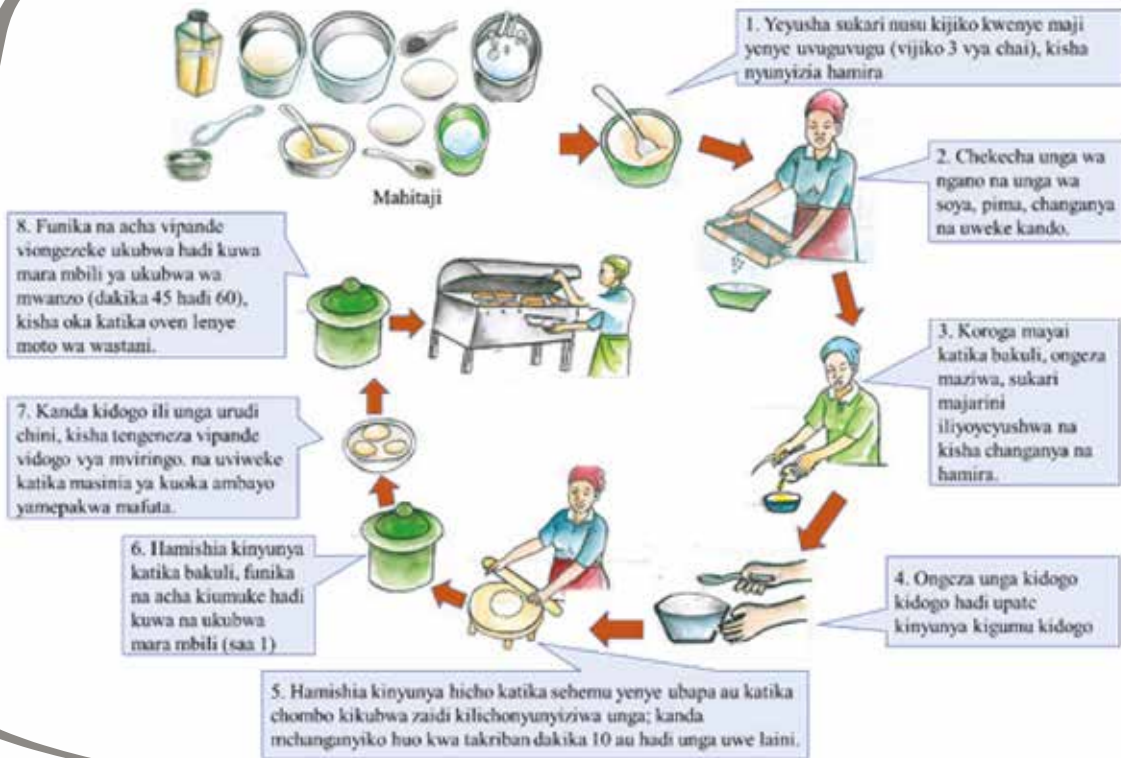 Mahitaji
1. Yeyusha sukari nusu kijiko kwenye maji
yenye uvuguvugu (vijiko 3 vya chai), kisha
nyunyizia hamira
2. Chekecha unga wa
ngano na unga wa
soya, pima, changanya
na uweke kando.
3. Koroga mayai
katika bakuli, ongeza
maziwa, sukari
majarini
iliyoyeyushwa na
kisha changanya na
hamira.
4. Ongeza unga kidogo
kidogo hadi upate
kinyunya kigumu kidogo
5. Hamishia kinyunya hicho katika sehemu yenye ubapa au katika
chombo kikubwa zaidi kilichonyunyiziwa unga; kanda
mchanganyiko huo kwa takriban dakika 10 au hadi unga uwe laini.
6. Hamishia kinyunya
katika bakuli, funika
na acha kiumuke hadi
kuwa na ukubwa
mara mbili (saa 1)
7. Kanda kidogo ili unga urudi
chini, kisha tengeneza vipande
vidogo vya mviringo. na uviweke
katika masinia ya kuoka ambayo
yamepakwa mafuta.
8. Funika na acha vipande
viongezeke ukubwa hadi kuwa
mara mbili ya ukubwa wa
mwanzo (dakika 45 hadi 60),
kisha oka katika oven lenye
moto wa wastani.